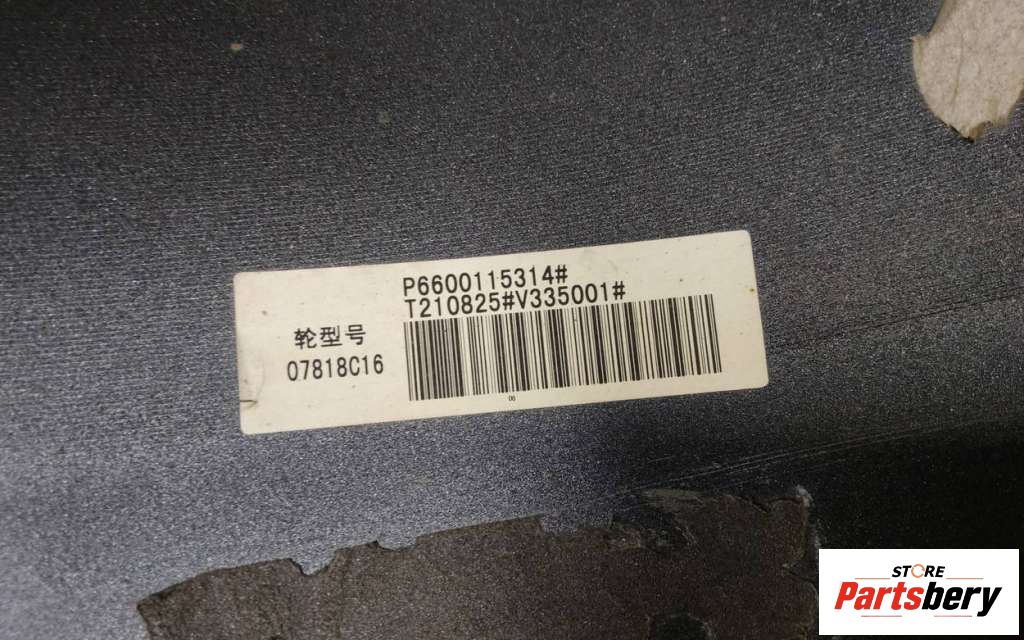 P6600115314#
T210825#V335001#
轮型号
07818C16
06
STORE
Partsbery